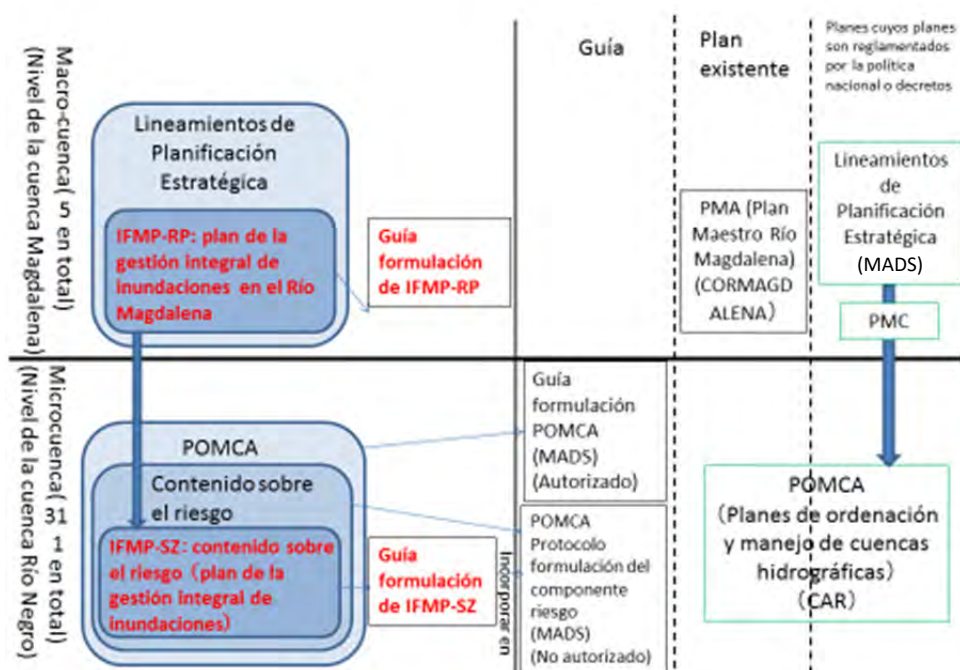 Macro-cuenca( 5 en total)
(Nivel de la cuenca Magdalena)
Lineamientos de
Planificación
Estratégica
IFMP-RP: plan de la
gestión integral de
inundaciones en el Río
Magdalena
Guía
formulación
de IFMP-RP
Guía
Plan
existente
PMA (Plan
Maestro Río
Magdalena)
(CORMAGD
ALENA)
Planes cuyos planes
son reglamentados
por la política
nacional o decretos
Lineamientos
de
Planificación
Estratégica
(MADS)
PMC
Microcuenca( 311 en total)
(Nivel de la cuenca Río Negro)
POMCA
Contenido sobre
el riesgo
IFMP-SZ: contenido sobre
el riesgo (plan de la
gestión integral de
inundaciones)
Guía
formulación
de IFMP-SZ
Incorporar en
Guía
formulación
POMCA
(MADS)
(Autorizado)
POMCA
Protocolo
formulación del
componente
riesgo
(MADS)
(No autorizado)
POMCA
(Planes de ordenación
y manejo de cuencas
hidrográficas)
(CAR)